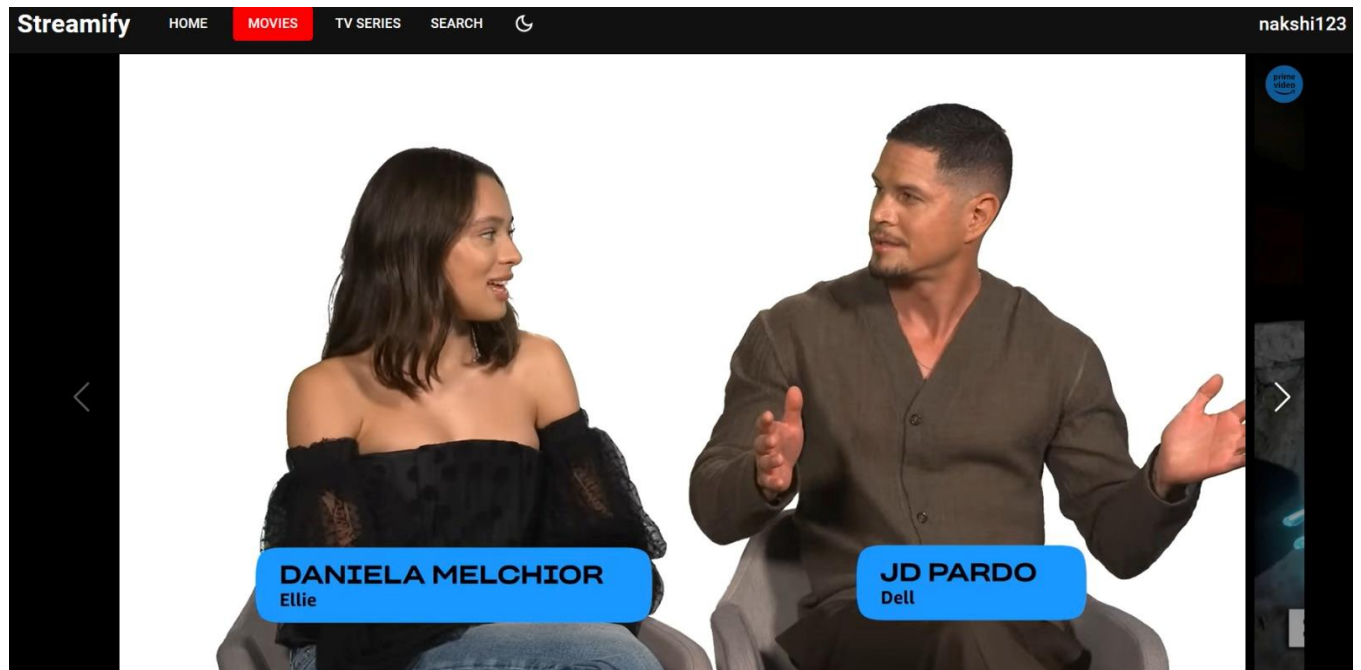 Streamify HOME MOVIES TV SERIES SEARCH nakshi123
prime
video
DANIELA MELCHIOR
Ellie
JD PARDO
Dell